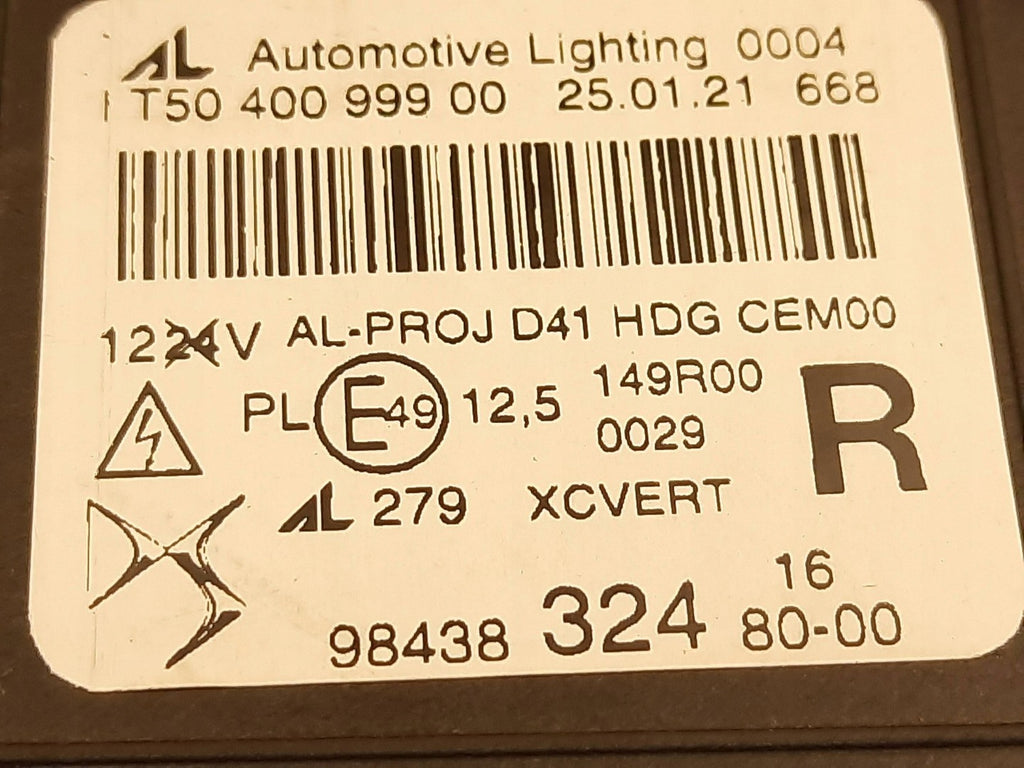 AL Automotive Lighting 0004
T50 400 999 00 25.01.21 668
1224V AL-PROJ D41 HDG CEM00
PL E49 12,5 149R00
0029
R
AL 279 XCVERT
16
98438 324 80-00